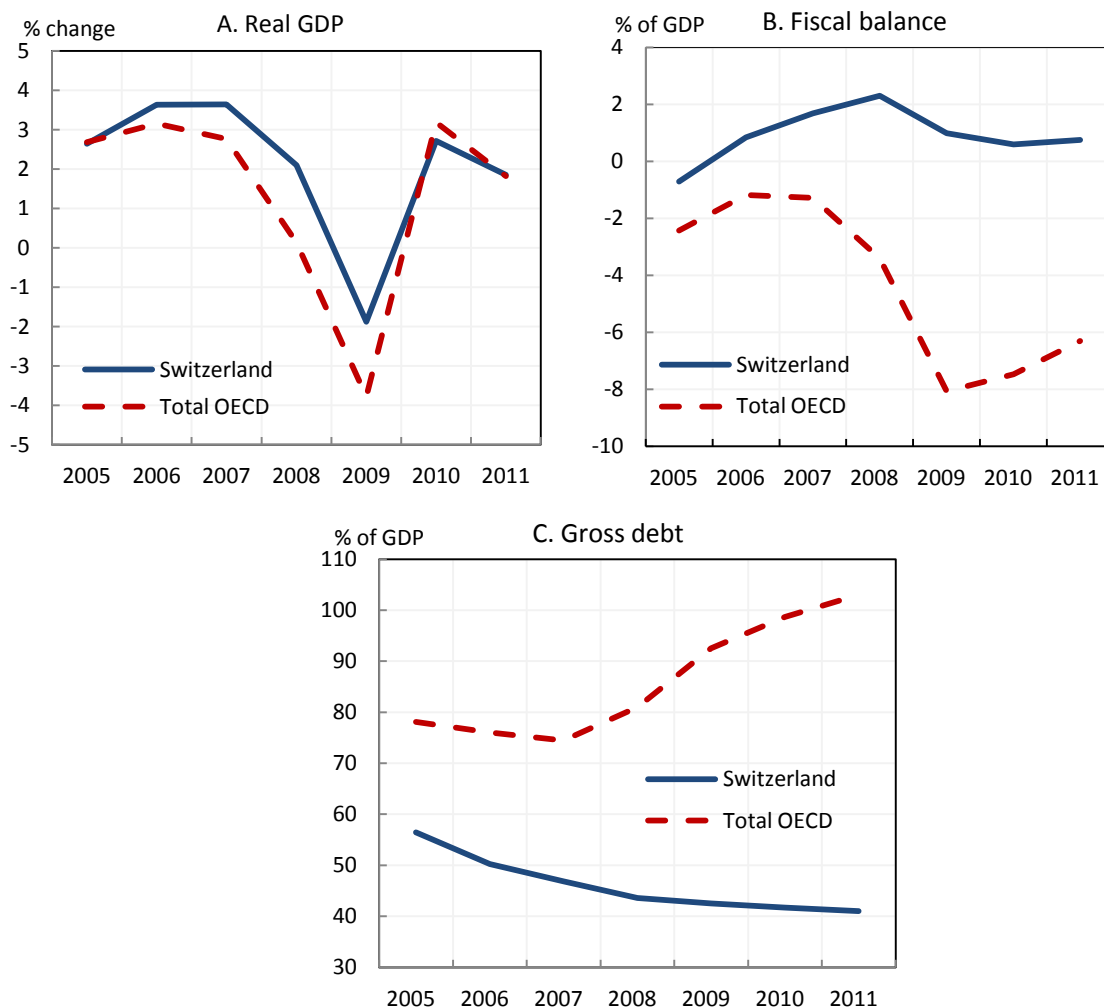 A. Real GDP
% change
5
4
3
2
1
0
-1
-2
-3
-4
-5
Switzerland
Total OECD
2005 2006 2007 2008 2009 2010 2011
B. Fiscal balance
% of GDP
4
2
0
-2
-4
-6
-8
-10
Switzerland
Total OECD
2005 2006 2007 2008 2009 2010 2011
C. Gross debt
% of GDP
110
100
90
80
70
60
50
40
30
Switzerland
Total OECD
2005 2006 2007 2008 2009 2010 2011